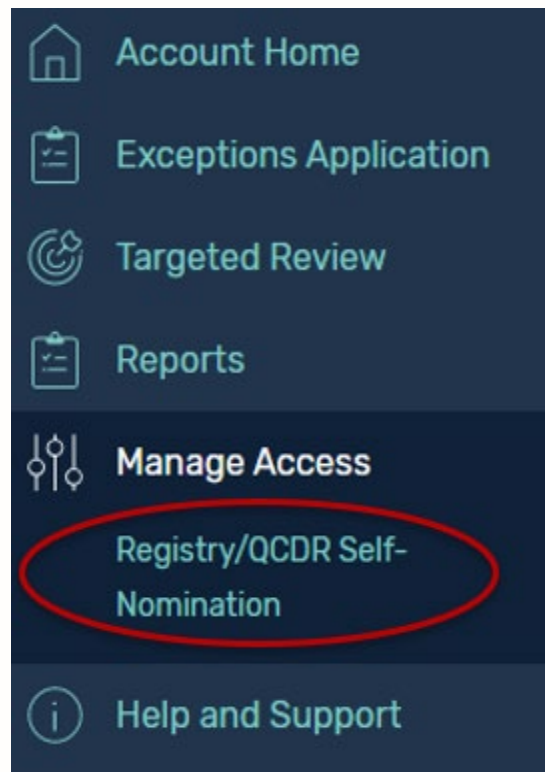 Account Home
Exceptions Application
Targeted Review
Reports
Manage Access
Registry/QCDR Self-
Nomination
Help and Support